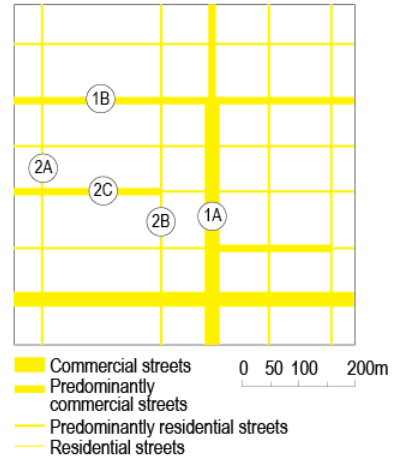 1B
2A
2C
2B
1A
Commercial streets
Predominantly
commercial streets
Predominantly residential streets
Residential streets
0 50 100 200m